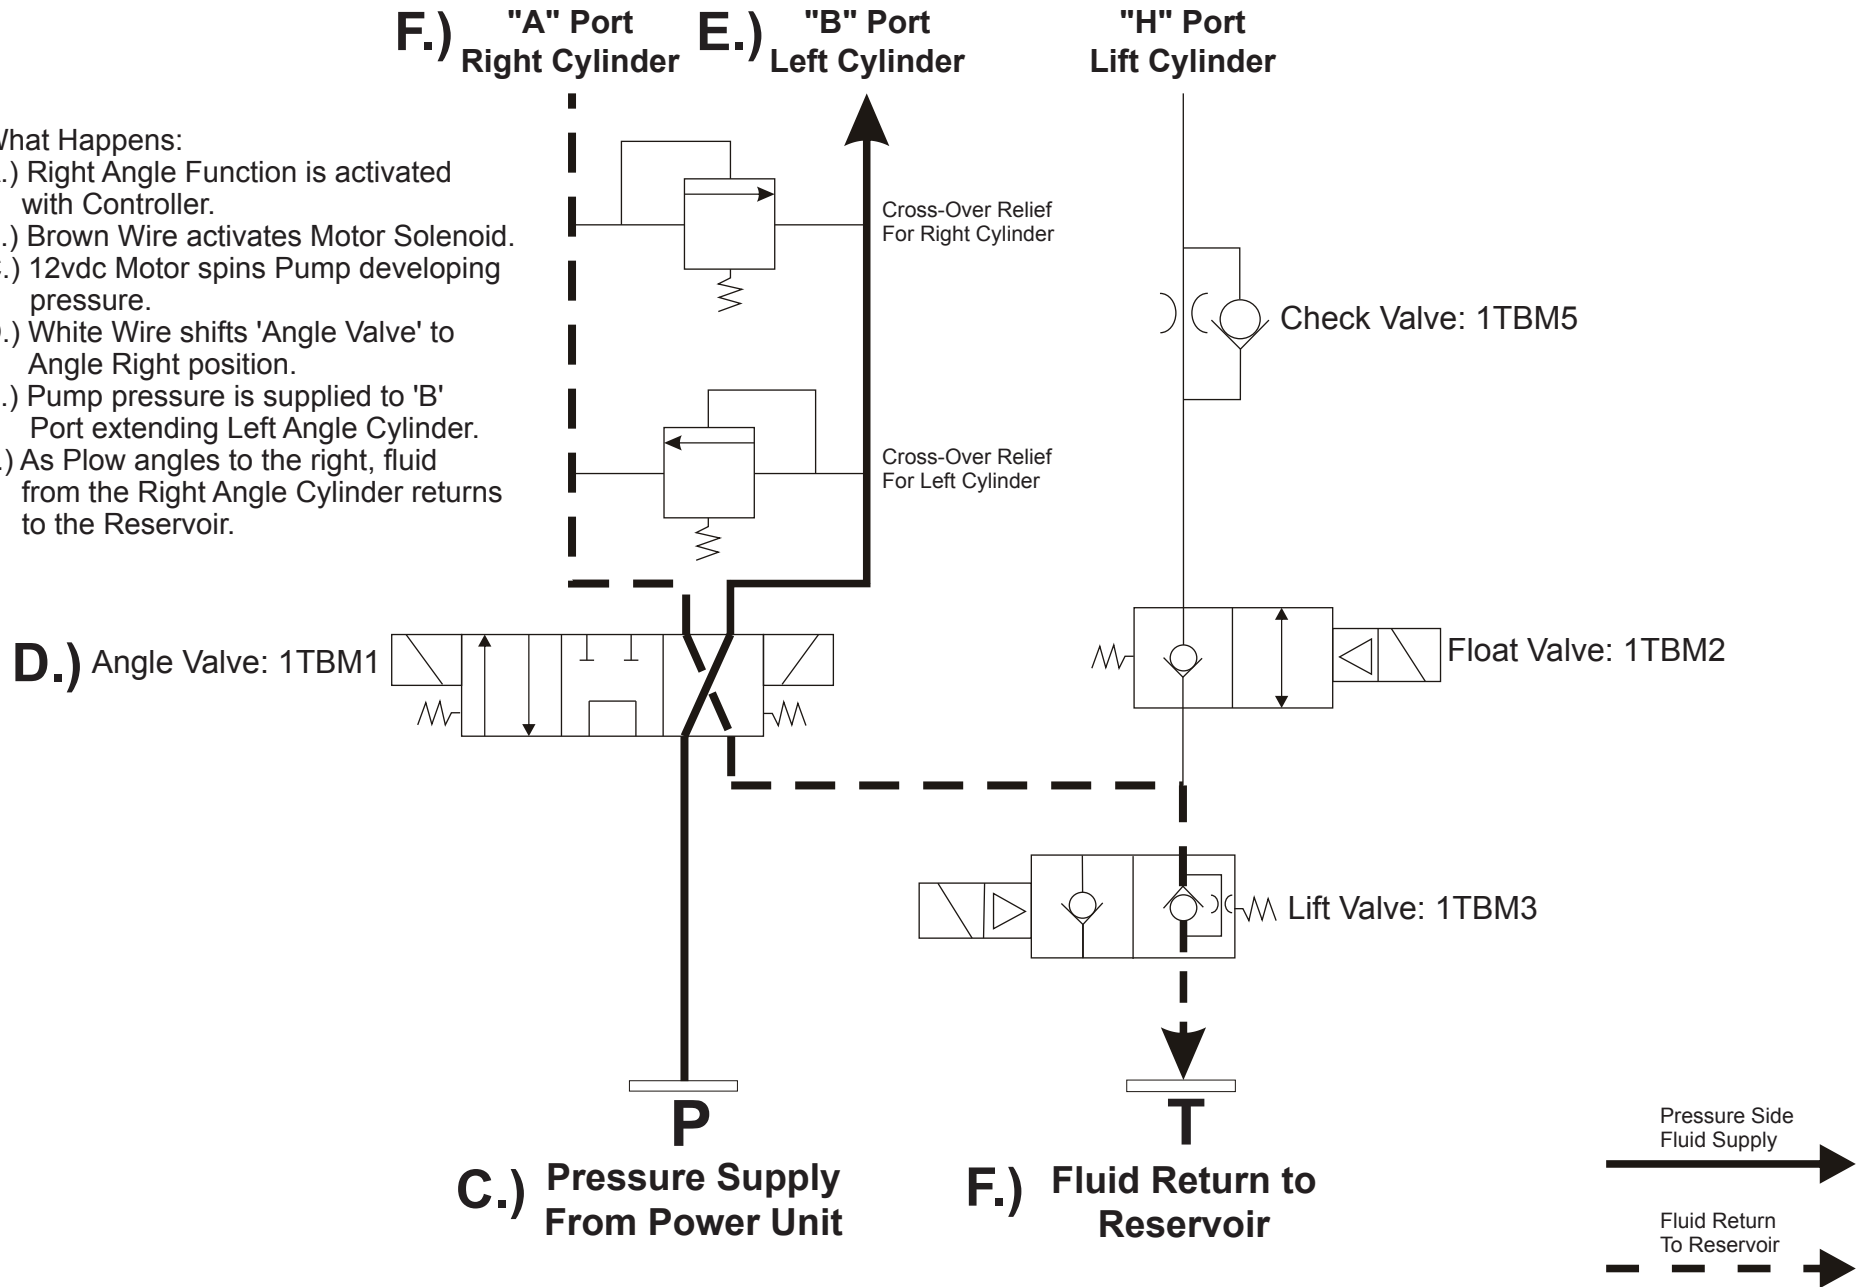 F.) "A" Port
Right Cylinder
E.) "B" Port
Left Cylinder
"H" Port
Lift Cylinder
What Happens:
.) Right Angle Function is activated
with Controller.
.) Brown Wire activates Motor Solenoid.
.) 12vdc Motor spins Pump developing
pressure.
.) White Wire shifts 'Angle Valve' to
Angle Right position.
.) Pump pressure is supplied to 'B'
Port extending Left Angle Cylinder.
.) As Plow angles to the right, fluid
from the Right Angle Cylinder returns
to the Reservoir.
Cross-Over Relief
For Right Cylinder
Check Valve: 1TBM5
Cross-Over Relief
For Left Cylinder
D.) Angle Valve: 1TBM1
Float Valve: 1TBM2
Lift Valve: 1TBM3
P
C.) Pressure Supply
From Power Unit
T
F.) Fluid Return to
Reservoir
Pressure Side
Fluid Supply
Fluid Return
To Reservoir